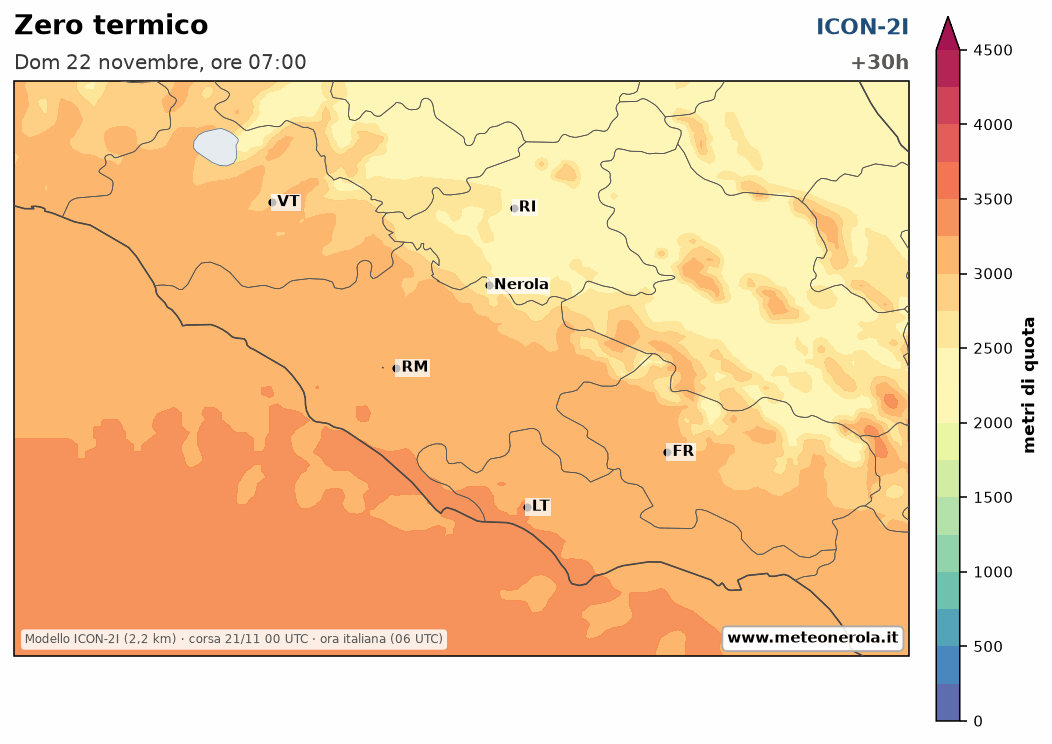 Zero termico
ICON-2I
Dom 22 novembre, ore 07:00
+30h
VT
RI
Nerola
RM
FR
LT
Modello ICON-2I (2,2 km) · corsa 21/11 00 UTC · ora italiana (06 UTC)
www.meteonerola.it
4500
4000
3500
3000
2500
2000
1500
1000
500
0
metri di quota